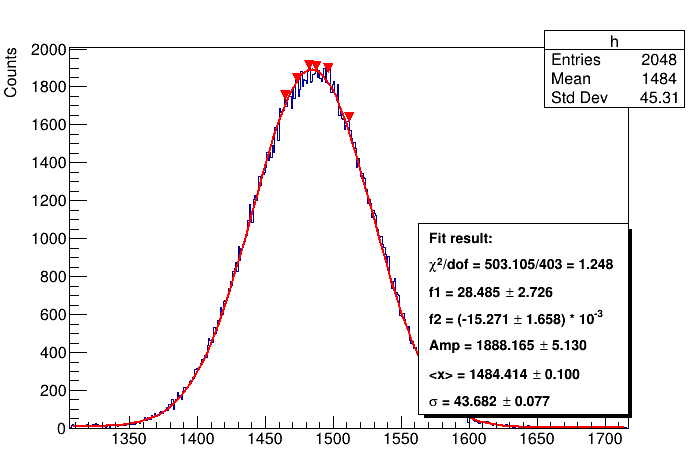 h
Entries 2048
Mean 1484
Std Dev 45.31
Counts
2000
1800
1600
1400
1200
1000
800
600
400
200
0
1350 1400 1450 1500 1550 1600 1650 1700
Fit result:
χ²/dof = 503.105/403 = 1.248
f1 = 28.485 ± 2.726
f2 = (-15.271 ± 1.658) * 10⁻³
Amp = 1888.165 ± 5.130
<x> = 1484.414 ± 0.100
σ = 43.682 ± 0.077